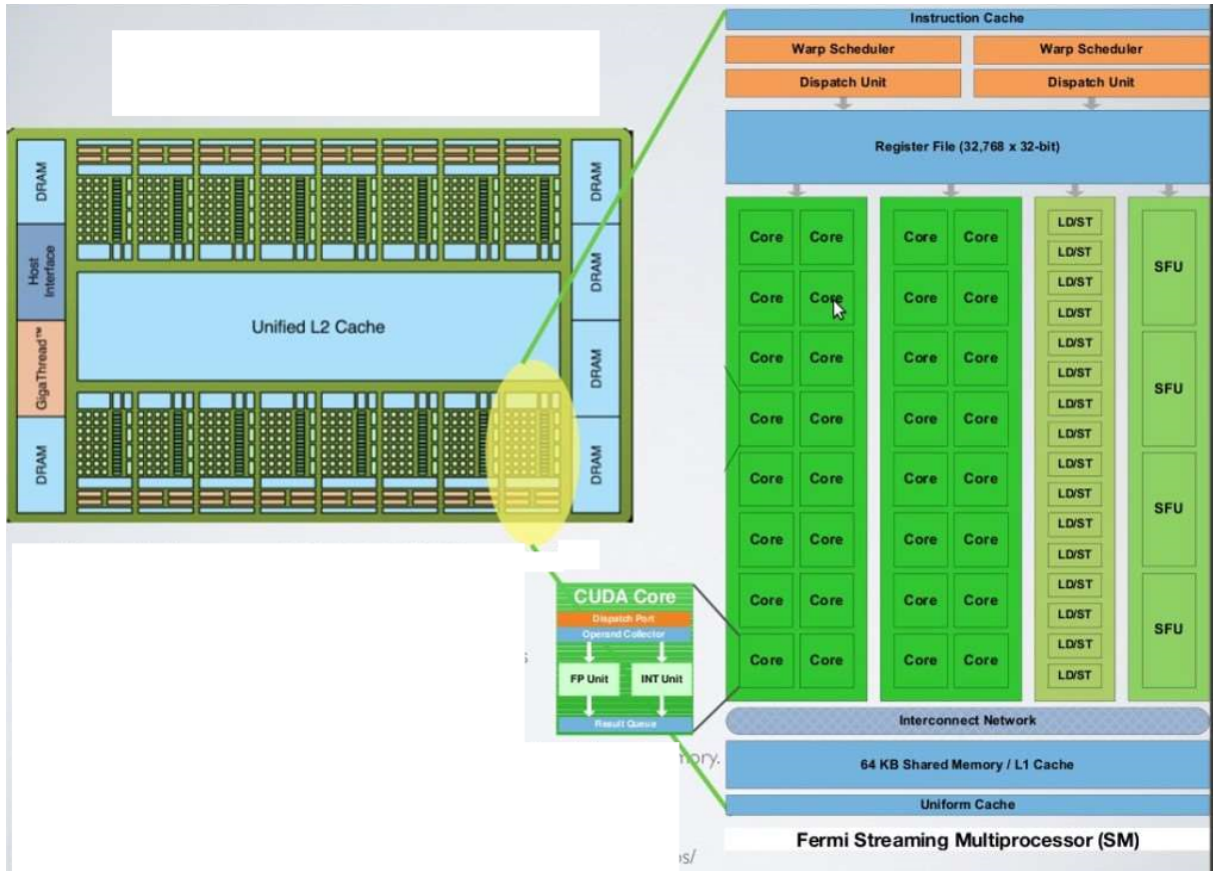 Instruction Cache
Warp Scheduler Warp Scheduler
Dispatch Unit Dispatch Unit
Register File (32,768 x 32-bit)
Core Core Core Core LD/ST LD/ST SFU
Core Core Core Core LD/ST LD/ST
Core Core Core Core LD/ST LD/ST SFU
Core Core Core Core LD/ST LD/ST
Core Core Core Core LD/ST LD/ST SFU
Core Core Core Core LD/ST LD/ST
Core Core Core Core LD/ST LD/ST SFU
Core Core Core Core LD/ST LD/ST
Interconnect Network
64 KB Shared Memory / L1 Cache
Uniform Cache
Fermi Streaming Multiprocessor (SM)
DRAM
Host
Interface
GigaThread™
DRAM
Unified L2 Cache
DRAM
DRAM
DRAM
DRAM
CUDA Core
Dispatch Port
Operand Collector
FP Unit INT Unit
Result Queue